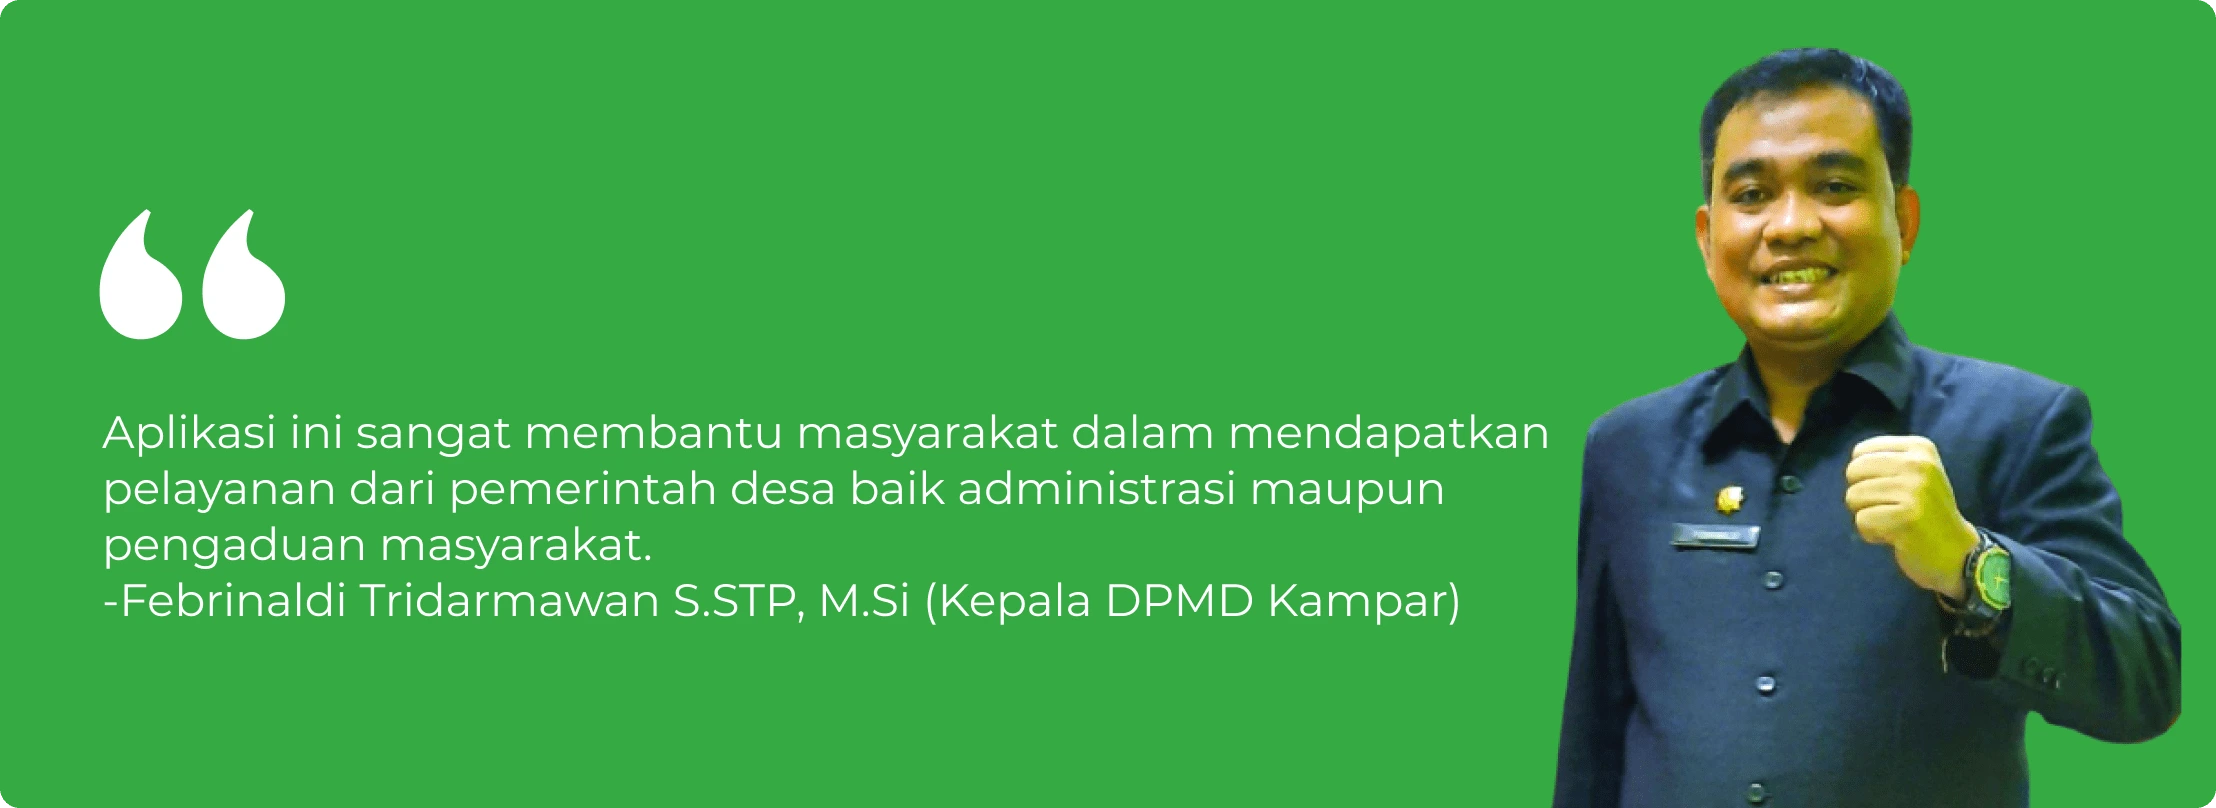 “
Aplikasi ini sangat membantu masyarakat dalam mendapatkan
pelayanan dari pemerintah desa baik administrasi maupun
pengaduan masyarakat.
-Febrinaldi Tridarmawan S.STP, M.Si (Kepala DPMD Kampar)